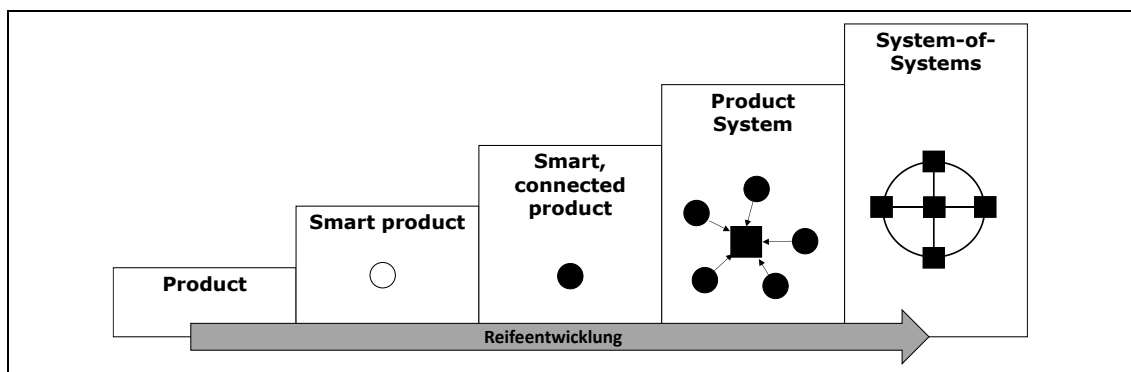 Product
Smart product
Smart,
connected
product
Product
System
System-of-
Systems
Reifeentwicklung